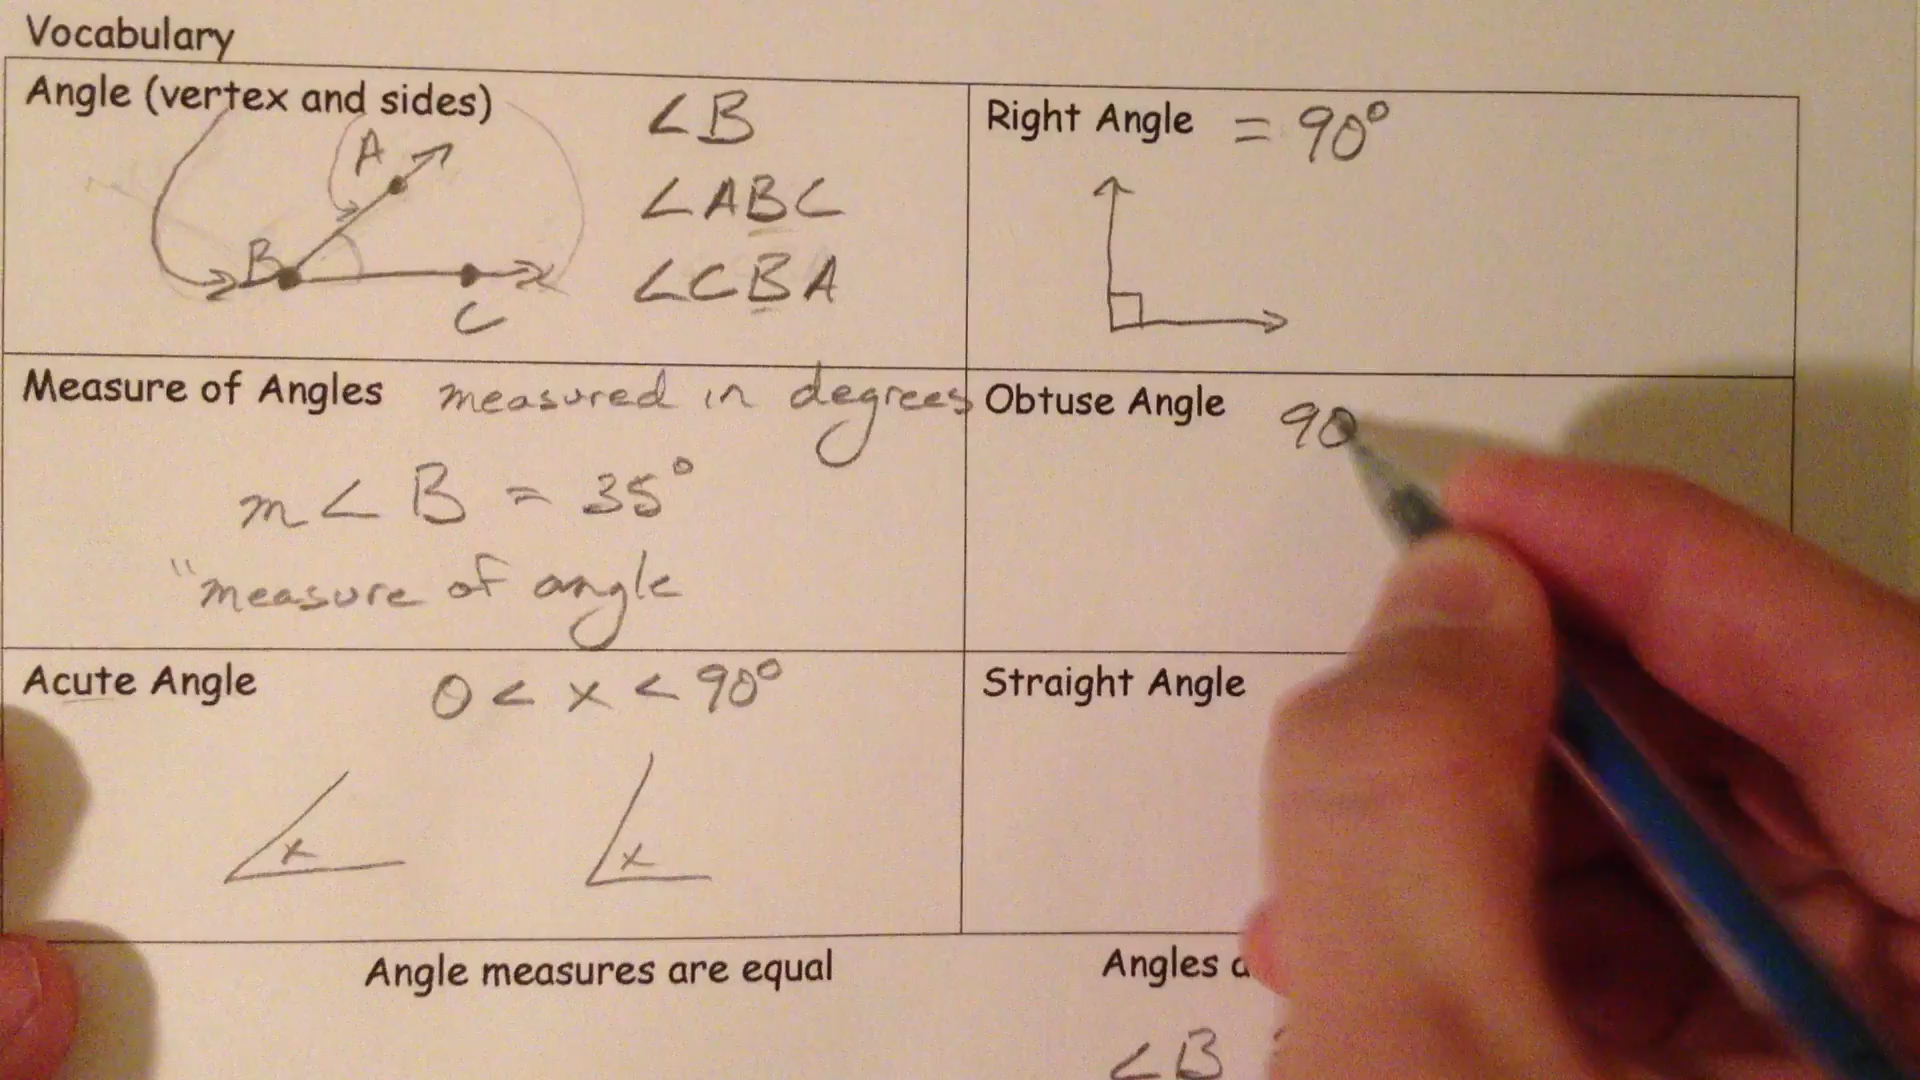 Vocabulary
Angle (vertex and sides)
A
B
C
∠B
∠ABC
∠CBA
Right Angle = 90°
Measure of Angles measured in degrees
m∠B = 35°
"measure of angle
Obtuse Angle 90
Acute Angle 0 < x < 90°
x
x
Straight Angle
Angle measures are equal
Angles
∠B